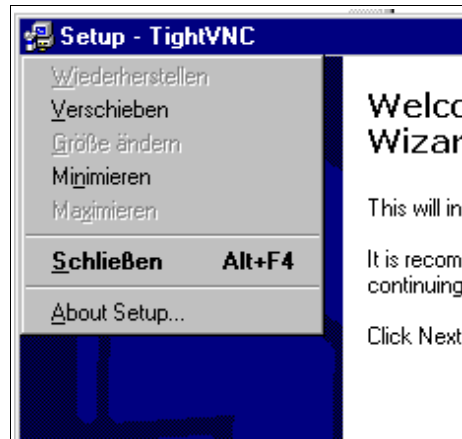 Setup - TightVNC
Wiederherstellen
Verschieben
Größe ändern
Minimieren
Maximieren
Schließen Alt+F4
About Setup...
Welco
Wizar
This will in
It is recom
continuing
Click Next